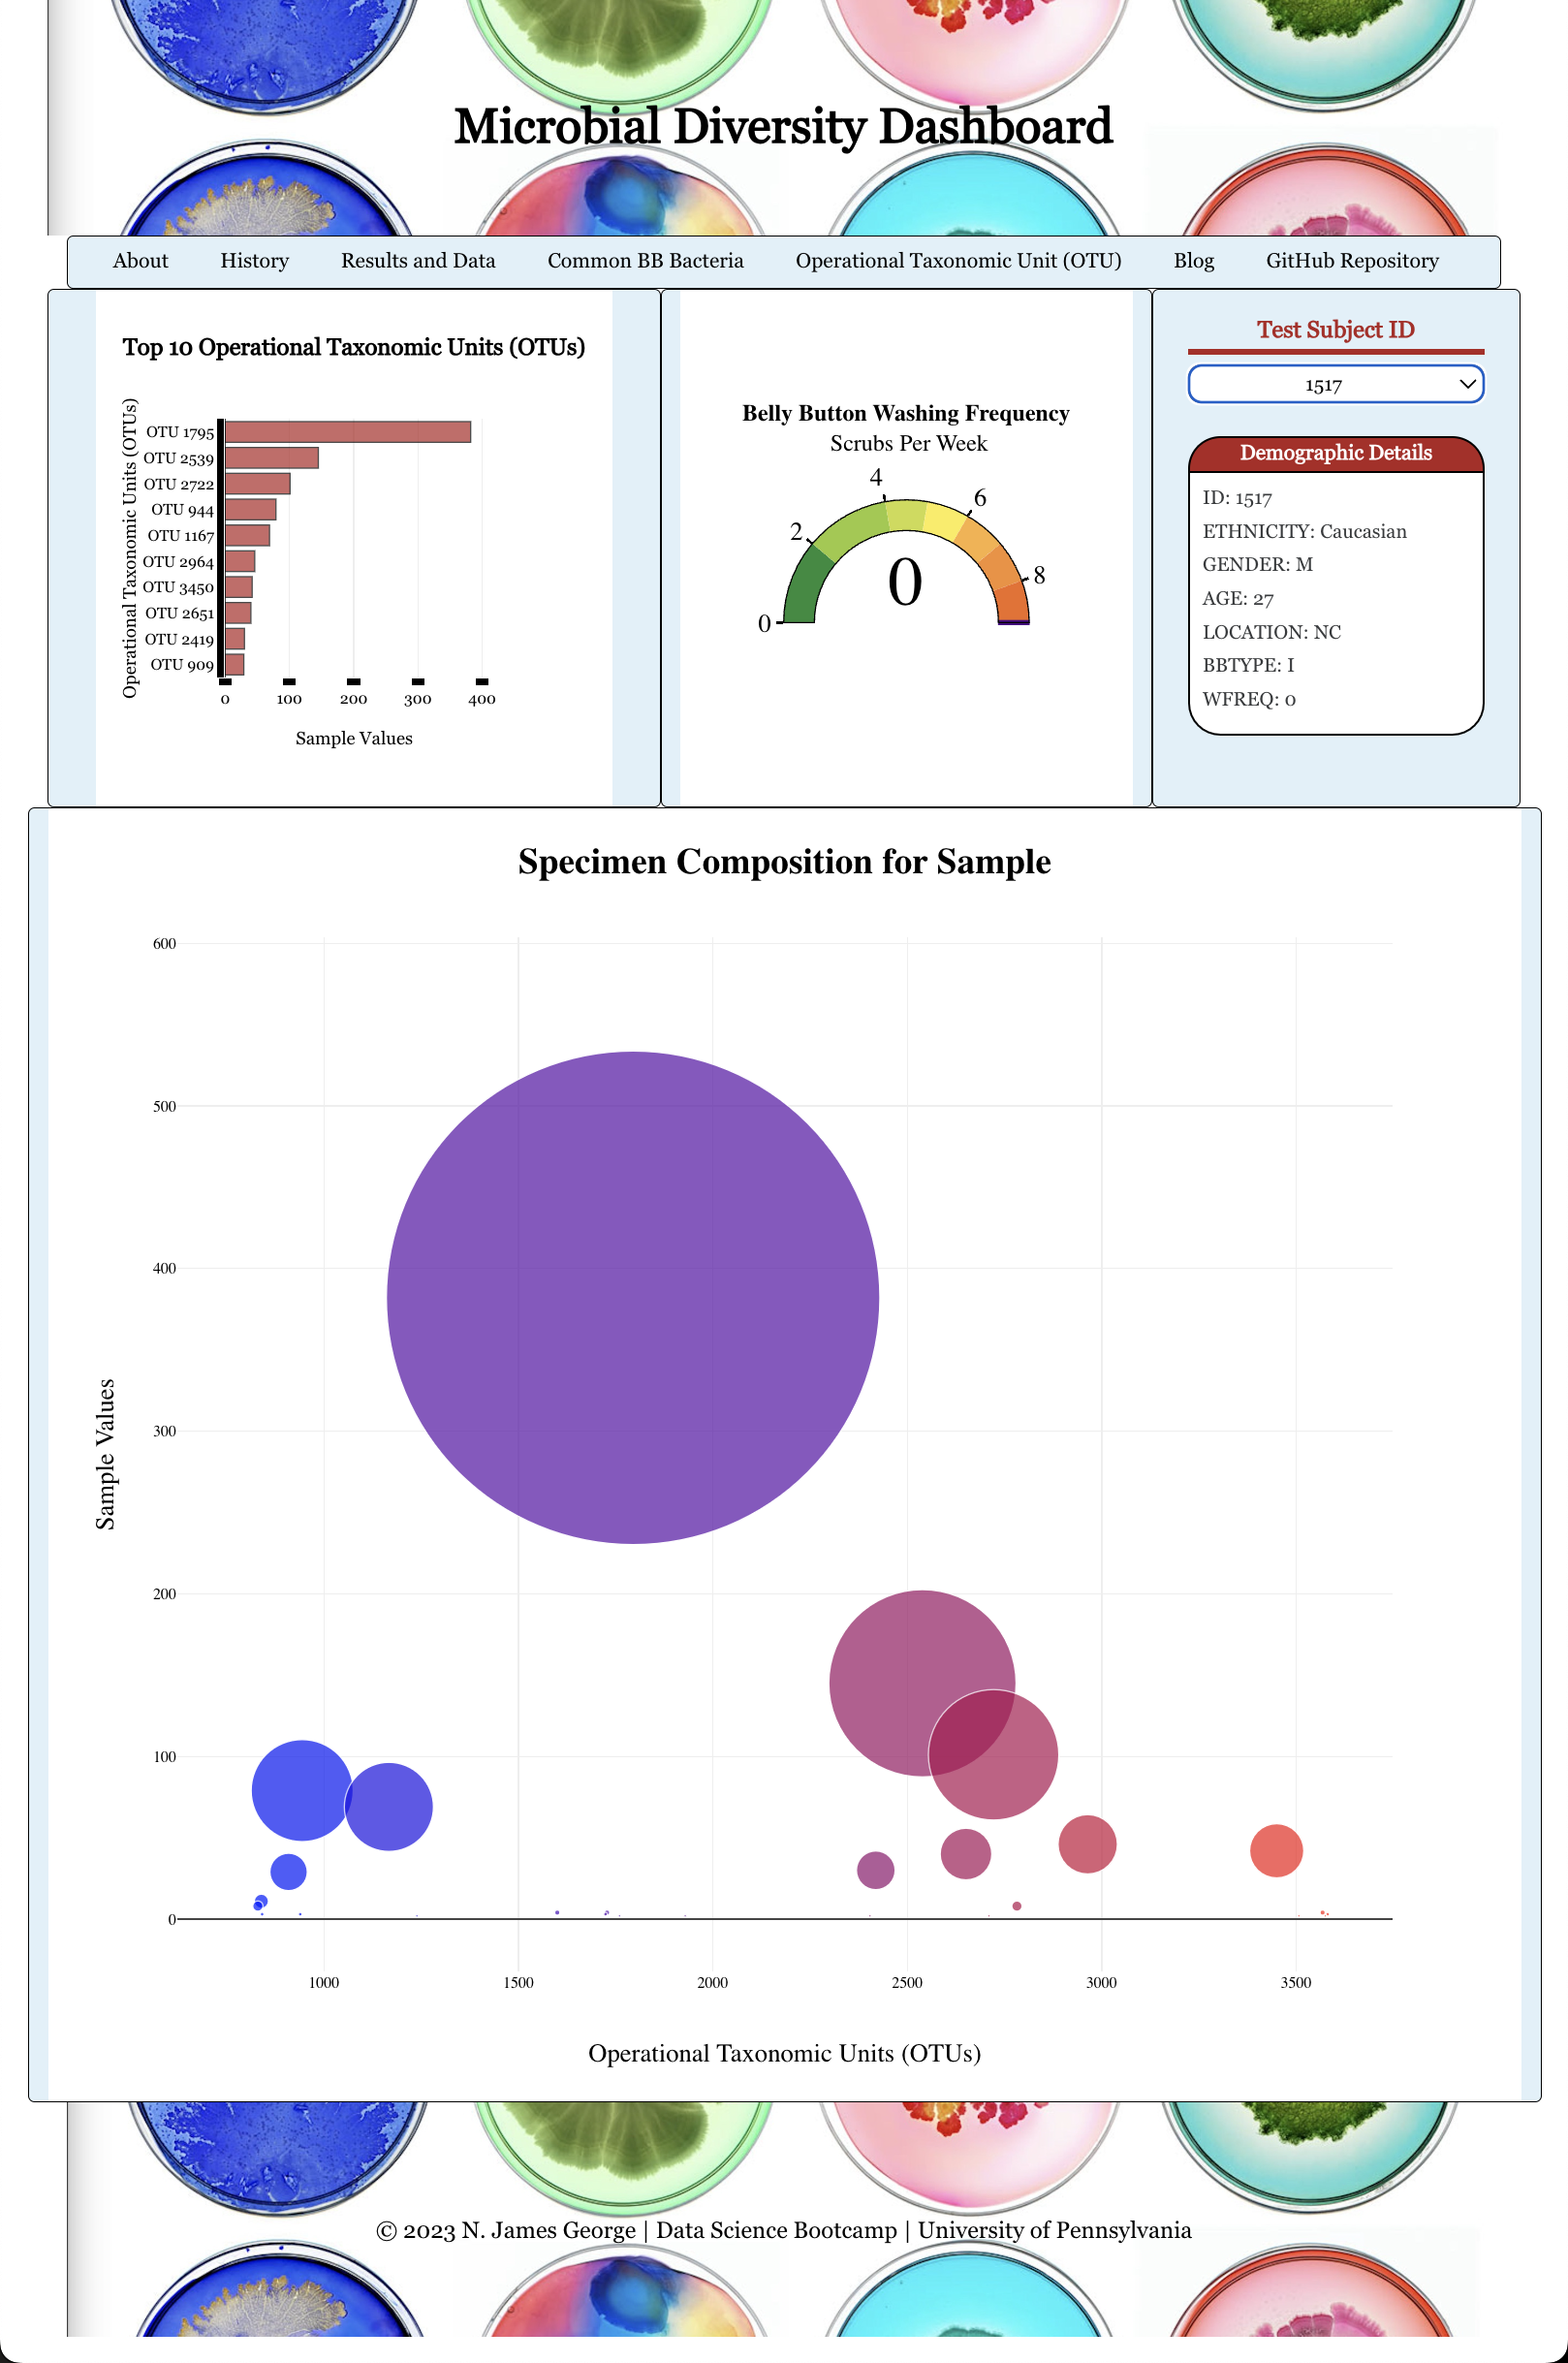 Microbial Diversity Dashboard
About History Results and Data Common BB Bacteria Operational Taxonomic Unit (OTU) Blog GitHub Repository
Top 10 Operational Taxonomic Units (OTUs)
Operational Taxonomic Units (OTUs)
OTU 1795
OTU 2539
OTU 2722
OTU 944
OTU 1167
OTU 2964
OTU 3450
OTU 2651
OTU 2419
OTU 909
0 100 200 300 400
Sample Values
Belly Button Washing Frequency
Scrubs Per Week
0
2
4
6
8
0
Test Subject ID
1517
Demographic Details
ID: 1517
ETHNICITY: Caucasian
GENDER: M
AGE: 27
LOCATION: NC
BBTYPE: I
WFREQ: 0
Specimen Composition for Sample
Sample Values
600
500
400
300
200
100
0
1000 1500 2000 2500 3000 3500
Operational Taxonomic Units (OTUs)
© 2023 N. James George | Data Science Bootcamp | University of Pennsylvania